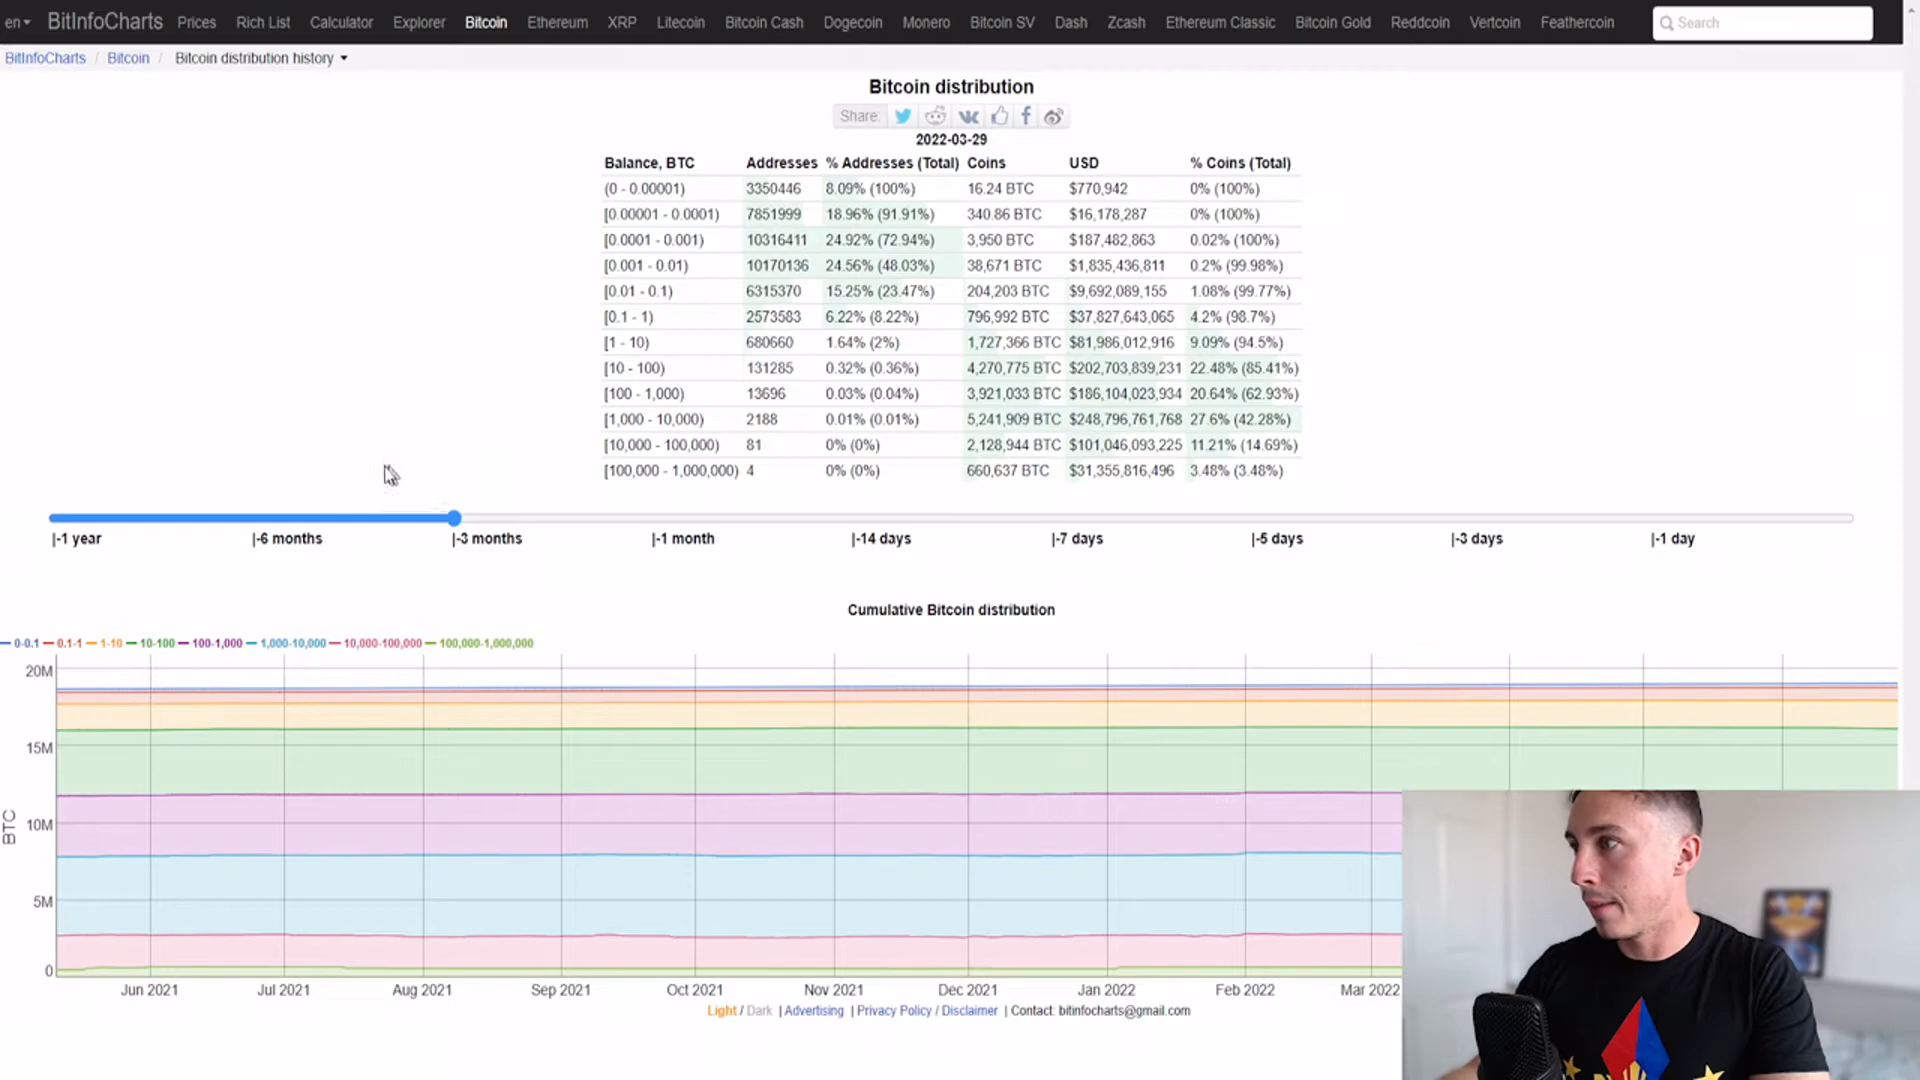 en BitInfoCharts Prices Rich List Calculator Explorer Bitcoin Ethereum XRP Litecoin Bitcoin Cash Dogecoin Monero Bitcoin SV Dash Zcash Ethereum Classic Bitcoin Gold Reddcoin Vertcoin Feathercoin Search
BitInfoCharts / Bitcoin / Bitcoin distribution history
Bitcoin distribution
Share:
2022-03-29
Balance, BTC Addresses % Addresses (Total) Coins USD % Coins (Total)
(0 - 0.00001) 3350446 8.09% (100%) 16.24 BTC $770,942 0% (100%)
[0.00001 - 0.0001) 7851999 18.96% (91.91%) 340.86 BTC $16,178,287 0% (100%)
[0.0001 - 0.001) 10316411 24.92% (72.94%) 3,950 BTC $187,482,863 0.02% (100%)
[0.001 - 0.01) 10170136 24.56% (48.03%) 38,671 BTC $1,835,436,811 0.2% (99.98%)
[0.01 - 0.1) 6315370 15.25% (23.47%) 204,203 BTC $9,692,089,155 1.08% (99.77%)
[0.1 - 1) 2573583 6.22% (8.22%) 796,992 BTC $37,827,643,065 4.2% (98.7%)
[1 - 10) 680660 1.64% (2%) 1,727,366 BTC $81,986,012,916 9.09% (94.5%)
[10 - 100) 131285 0.32% (0.36%) 4,270,775 BTC $202,703,839,231 22.48% (85.41%)
[100 - 1,000) 13696 0.03% (0.04%) 3,921,033 BTC $186,104,023,934 20.64% (62.93%)
[1,000 - 10,000) 2188 0.01% (0.01%) 5,241,909 BTC $248,796,761,768 27.6% (42.28%)
[10,000 - 100,000) 81 0% (0%) 2,128,944 BTC $101,046,093,225 11.21% (14.69%)
[100,000 - 1,000,000) 4 0% (0%) 660,637 BTC $31,355,816,496 3.48% (3.48%)
|-1 year |-6 months |-3 months |-1 month |-14 days |-7 days |-5 days |-3 days |-1 day
Cumulative Bitcoin distribution
0-0.1 0.1-1 1-10 10-100 100-1,000 1,000-10,000 10,000-100,000 100,000-1,000,000
20M
15M
10M
5M
0
BTC
Jun 2021 Jul 2021 Aug 2021 Sep 2021 Oct 2021 Nov 2021 Dec 2021 Jan 2022 Feb 2022 Mar 2022
Light / Dark | Advertising | Privacy Policy / Disclaimer | Contact: bitinfocharts@gmail.com